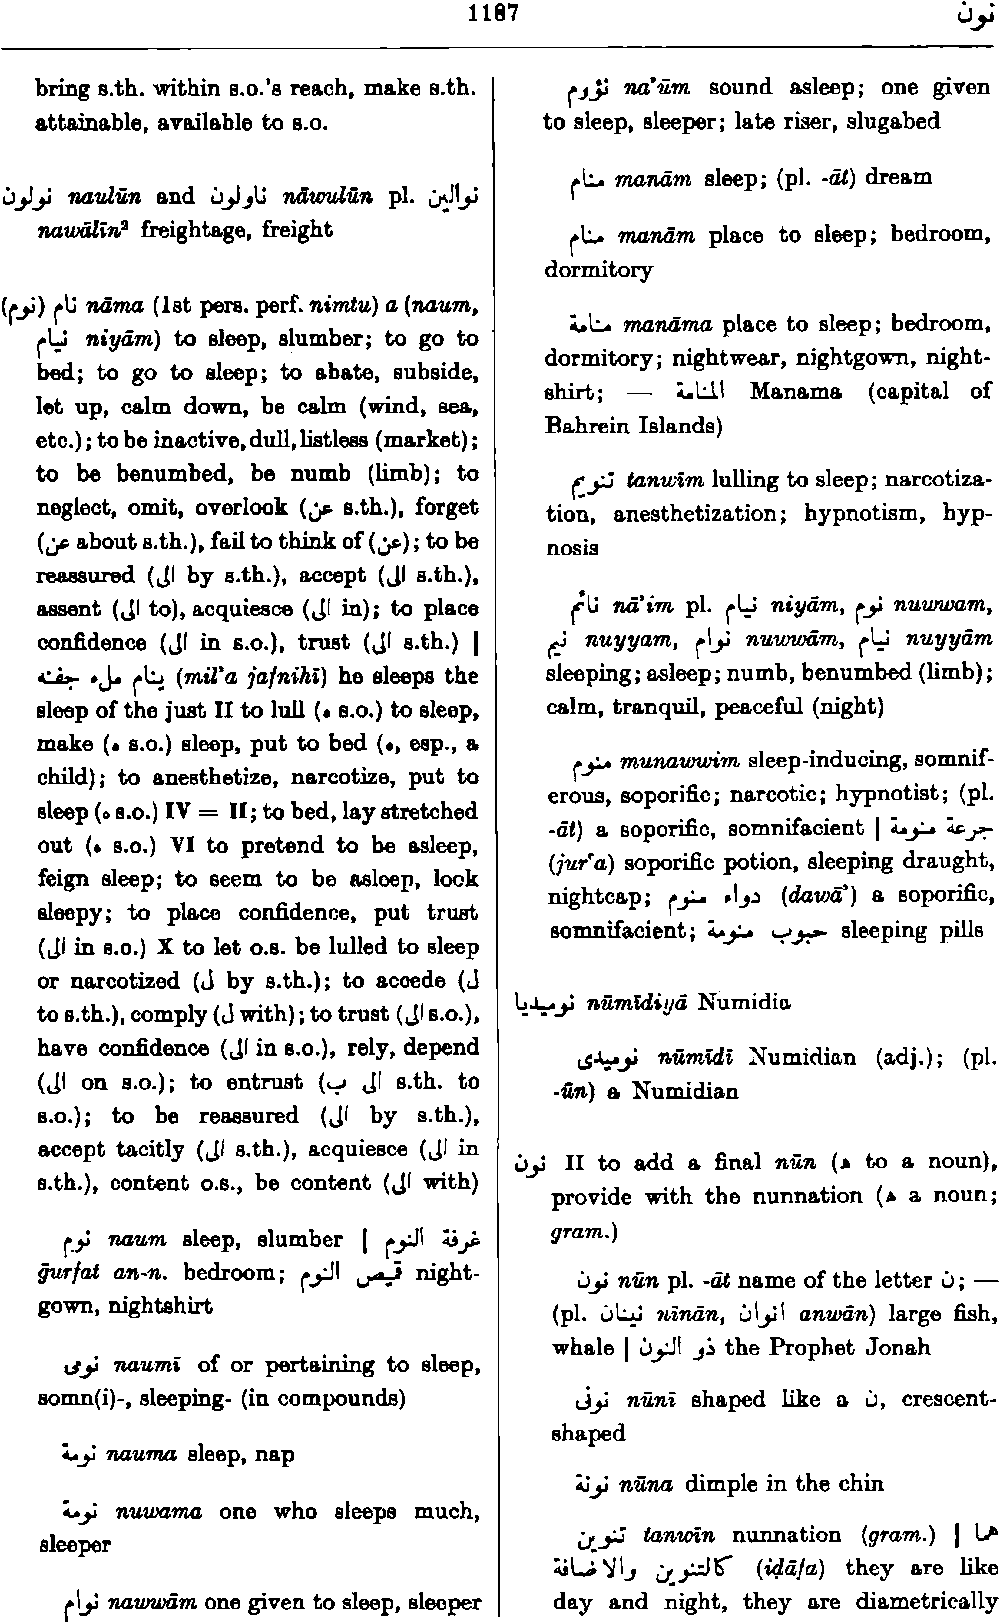 1187
نون
bring s.th. within s.o.'s reach, make s.th.
attainable, available to s.o.
نولون naulūn and ناولون nāwulūn pl. نوالين
nawālīn² freightage, freight
(نوم) نام nāma (1st pers. perf. nimtu) a (naum,
نيام niyām) to sleep, slumber; to go to
bed; to go to sleep; to abate, subside,
let up, calm down, be calm (wind, sea,
etc.); to be inactive, dull, listless (market);
to be benumbed, be numb (limb); to
neglect, omit, overlook (عن s.th.), forget
(عن about s.th.), fail to think of (عن); to be
reassured (الى by s.th.), accept (الى s.th.),
assent (الى to), acquiesce (الى in); to place
confidence (الى in s.o.), trust (الى s.th.) |
ينام ملء جفنه (mil'a jafnihī) he sleeps the
sleep of the just II to lull (ه s.o.) to sleep,
make (ه s.o.) sleep, put to bed (ه, esp., a
child); to anesthetize, narcotize, put to
sleep (ه s.o.) IV = II; to bed, lay stretched
out (ه s.o.) VI to pretend to be asleep,
feign sleep; to seem to be asleep, look
sleepy; to place confidence, put trust
(الى in s.o.) X to let o.s. be lulled to sleep
or narcotized (ل by s.th.); to accede (ل
to s.th.), comply (ل with); to trust (الى s.o.),
have confidence (الى in s.o.), rely, depend
(الى on s.o.); to entrust (ب الى s.th. to
s.o.); to be reassured (الى by s.th.),
accept tacitly (الى s.th.), acquiesce (الى in
s.th.), content o.s., be content (الى with)
نوم naum sleep, slumber | غرفة النوم
ḡurfat an-n. bedroom; قميص النوم night-
gown, nightshirt
نومى naumī of or pertaining to sleep,
somn(i)-, sleeping- (in compounds)
نومة nauma sleep, nap
نومة nuwama one who sleeps much,
sleeper
نوام nawwām one given to sleep, sleeper
نؤوم na'ūm sound asleep; one given
to sleep, sleeper; late riser, slugabed
منام manām sleep; (pl. -āt) dream
منام manām place to sleep; bedroom,
dormitory
منامة manāma place to sleep; bedroom,
dormitory; nightwear, nightgown, night-
shirt; — المنامة Manama (capital of
Bahrein Islands)
تنويم tanwīm lulling to sleep; narcotiza-
tion, anesthetization; hypnotism, hyp-
nosis
نائم nā'im pl. نيام niyām, نوم nuwwam,
نيم nuyyam, نوام nuwwām, نيام nuyyām
sleeping; asleep; numb, benumbed (limb);
calm, tranquil, peaceful (night)
منوم munawwim sleep-inducing, somnif-
erous, soporific; narcotic; hypnotist; (pl.
-āt) a soporific, somnifacient | جرعة منومة
(jur'a) soporific potion, sleeping draught,
nightcap; دواء منوم (dawā') a soporific,
somnifacient; حبوب منومة sleeping pills
نوميديا nūmīdiyā Numidia
نوميدى nūmīdī Numidian (adj.); (pl.
-ūn) a Numidian
نون II to add a final nūn (ه to a noun),
provide with the nunnation (ه a noun;
gram.)
نون nūn pl. -āt name of the letter ن; —
(pl. نينان nīnān, انوان anwān) large fish,
whale | ذو النون the Prophet Jonah
نونى nūnī shaped like a ن, crescent-
shaped
نونة nūna dimple in the chin
تنوين tanwīn nunnation (gram.) | هما
كالتنوين والاضافة (iḍāfa) they are like
day and night, they are diametrically